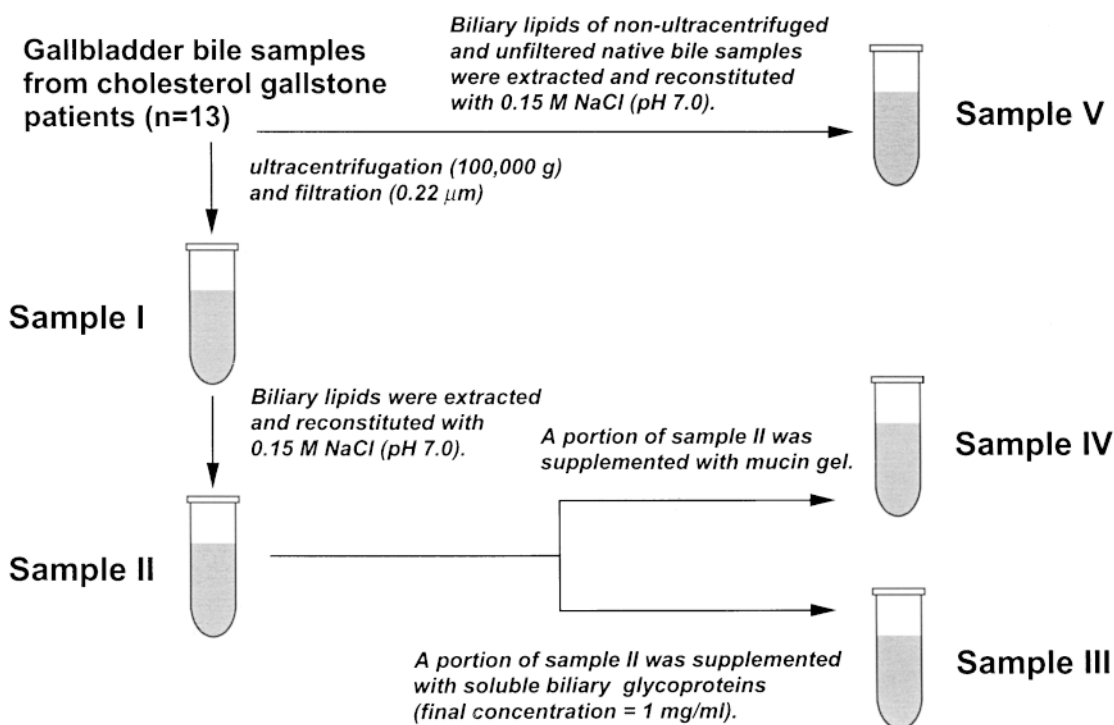 Gallbladder bile samples
from cholesterol gallstone
patients (n=13)
Biliary lipids of non-ultracentrifuged
and unfiltered native bile samples
were extracted and reconstituted
with 0.15 M NaCl (pH 7.0).
Sample V
ultracentrifugation (100,000 g)
and filtration (0.22 μm)
Sample I
Biliary lipids were extracted
and reconstituted with
0.15 M NaCl (pH 7.0).
A portion of sample II was
supplemented with mucin gel.
Sample IV
Sample II
A portion of sample II was supplemented
with soluble biliary glycoproteins
(final concentration = 1 mg/ml).
Sample III